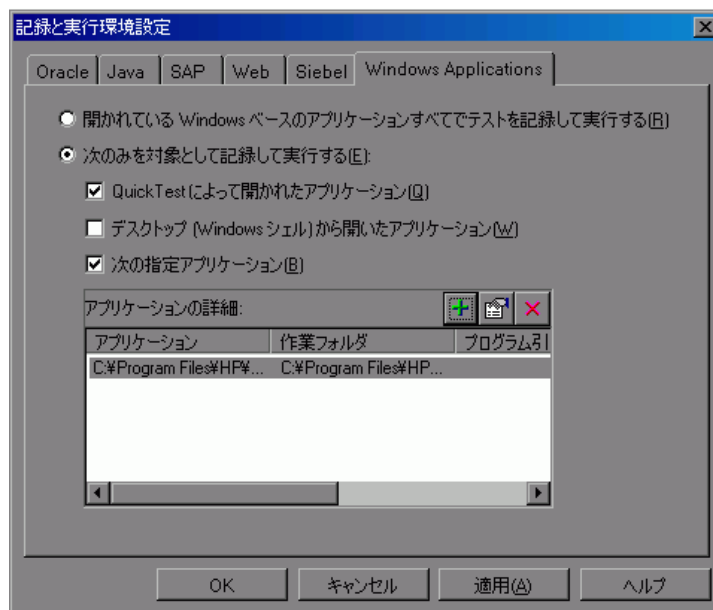 記録と実行環境設定
Oracle Java SAP Web Siebel Windows Applications
開かれている Windows ベースのアプリケーションすべてでテストを記録して実行する(R)
次のみを対象として記録して実行する(E):
QuickTest によって開かれたアプリケーション(Q)
デスクトップ (Windows シェル) から開いたアプリケーション(W)
次の指定アプリケーション(B)
アプリケーションの詳細:
アプリケーション 作業フォルダ プログラム引
C:¥Program Files¥HP¥... C:¥Program Files¥HP...
OK キャンセル 適用(A) ヘルプ